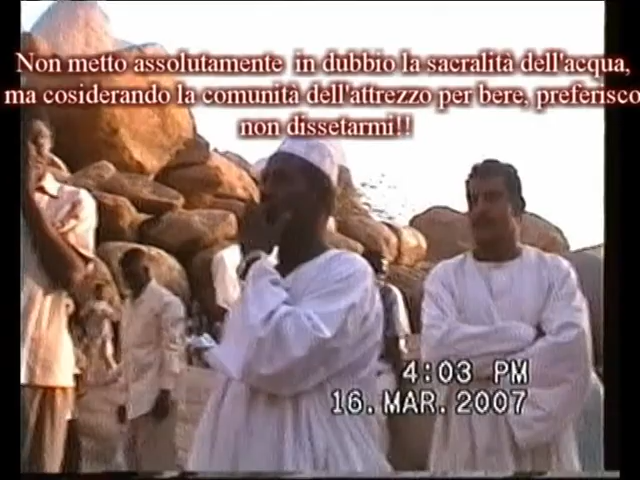 Non metto assolutamente in dubbio la sacralità dell'acqua,
ma cosiderando la comunità dell'attrezzo per bere, preferisco
non dissetarmi!!
4:03 PM
16.MAR.2007